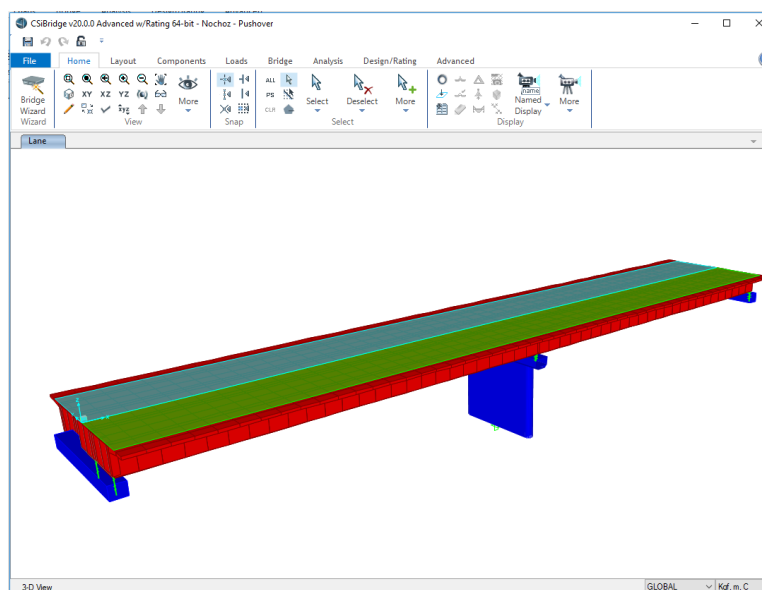 CSiBridge v20.0.0 Advanced w/Rating 64-bit - Nochoz - Pushover
File Home Layout Components Loads Bridge Analysis Design/Rating Advanced
Bridge Wizard
XY XZ YZ
More
ALL
PS
CLR
Select Deselect More
name
Named Display
More
Wizard View Snap Select Display
Lane
3-D View
GLOBAL
Kgf, m, C